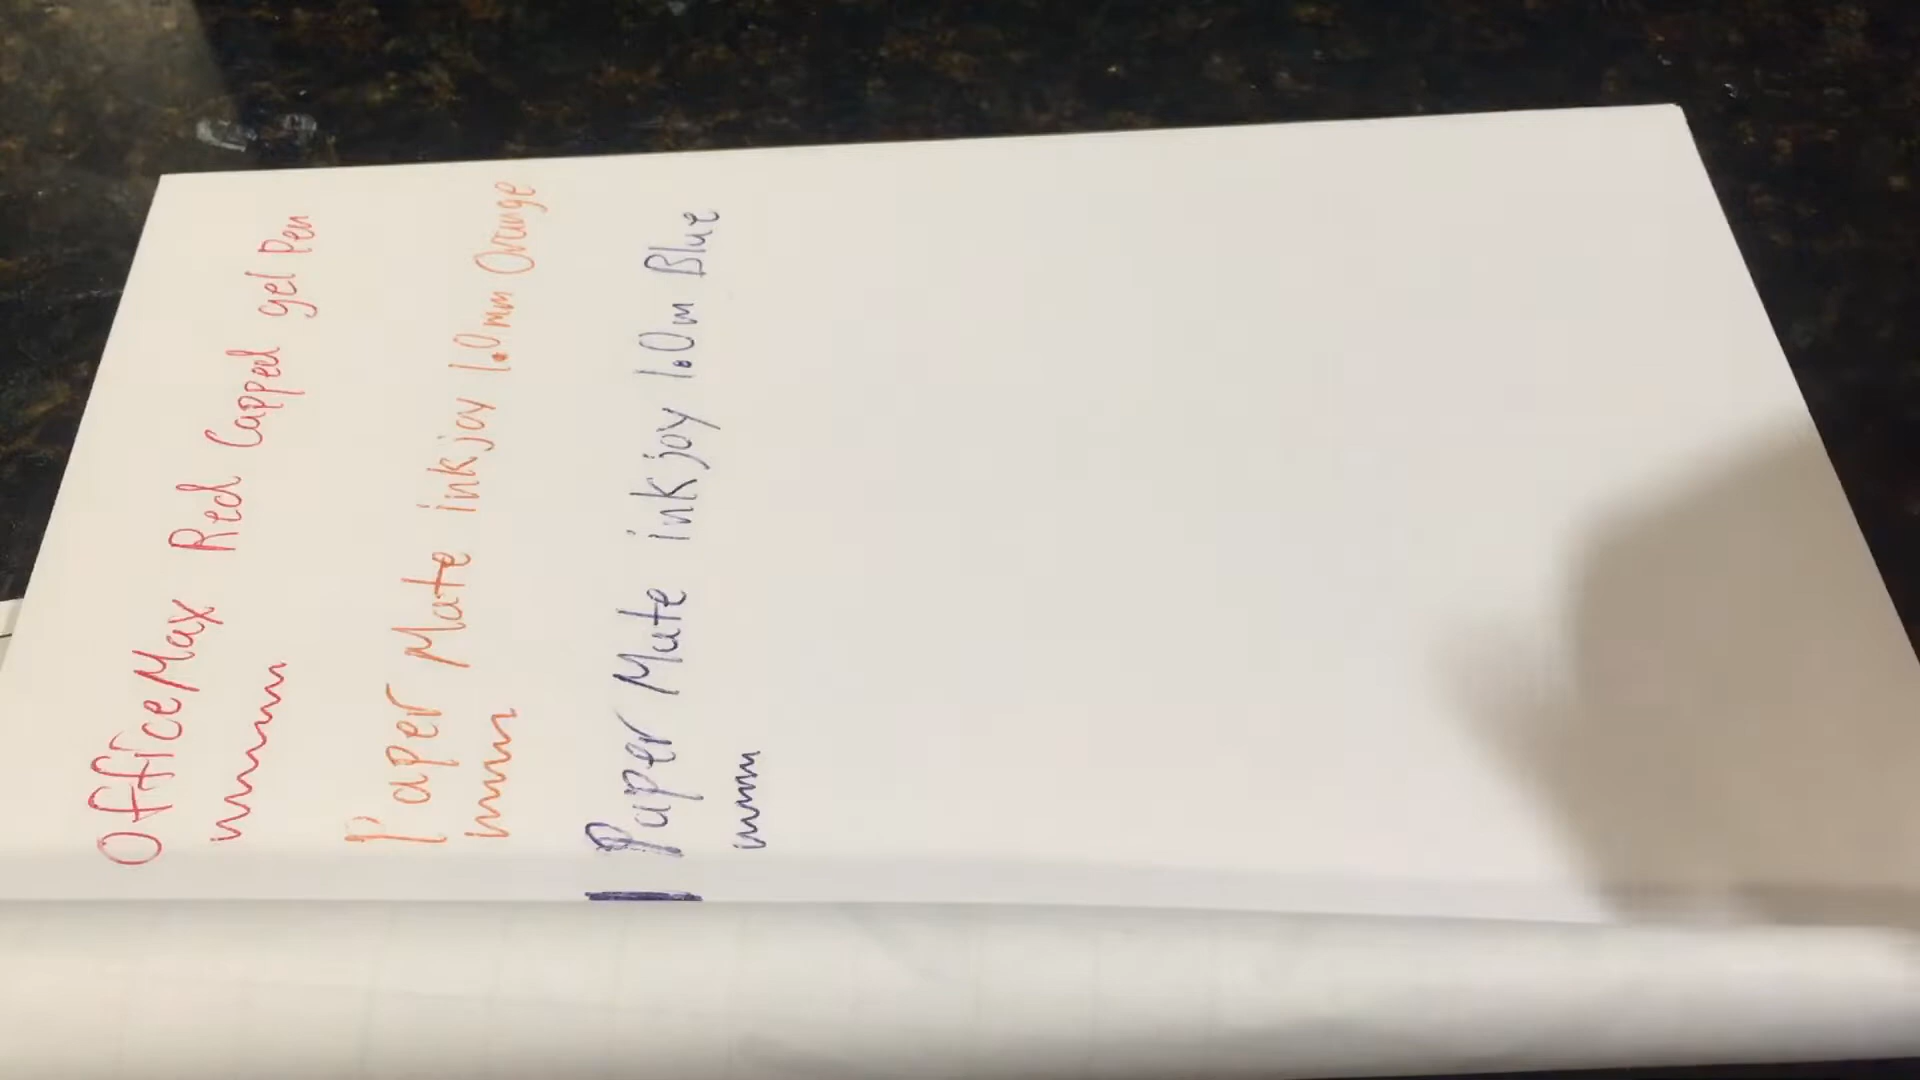 OfficeMax Red Capped gel Pen
Paper Mate inkjoy 1.0mm Orange
Paper Mate inkjoy 1.0m Blue